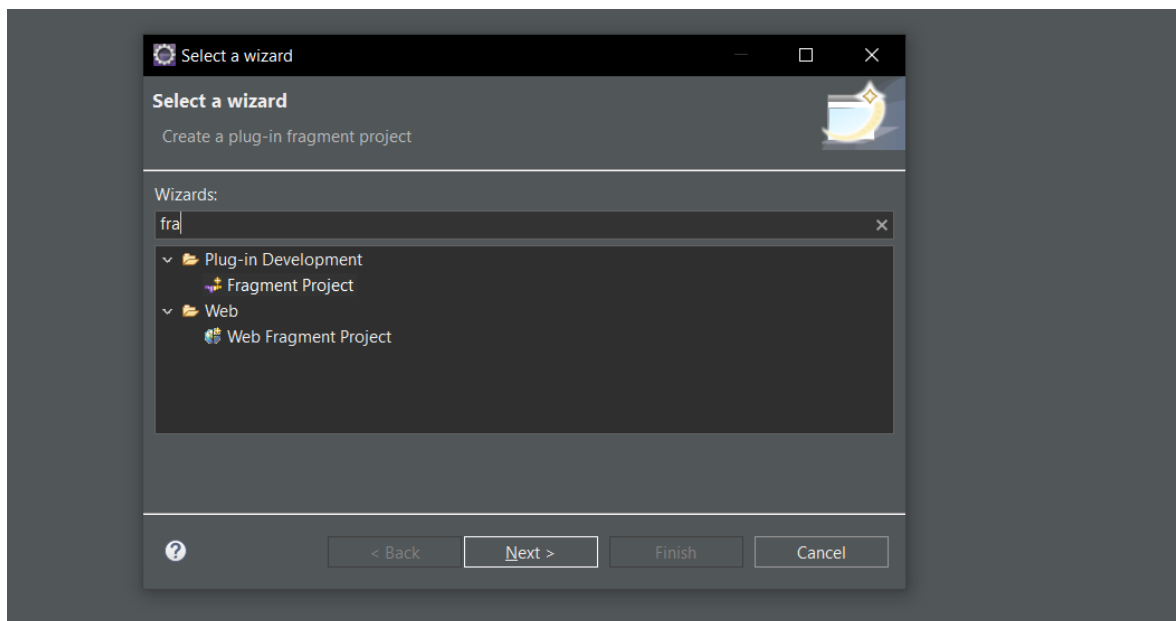 Select a wizard
Select a wizard
Create a plug-in fragment project
Wizards:
fra
Plug-in Development
Fragment Project
Web
Web Fragment Project
< Back Next > Finish Cancel